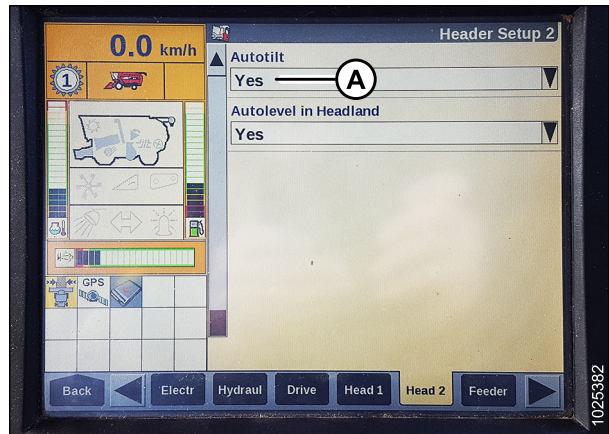 0.0 km/h
Header Setup 2
1
Autotilt
Yes
A
Autolevel in Headland
Yes
GPS
Back
Electr
Hydraul
Drive
Head 1
Head 2
Feeder
1025382